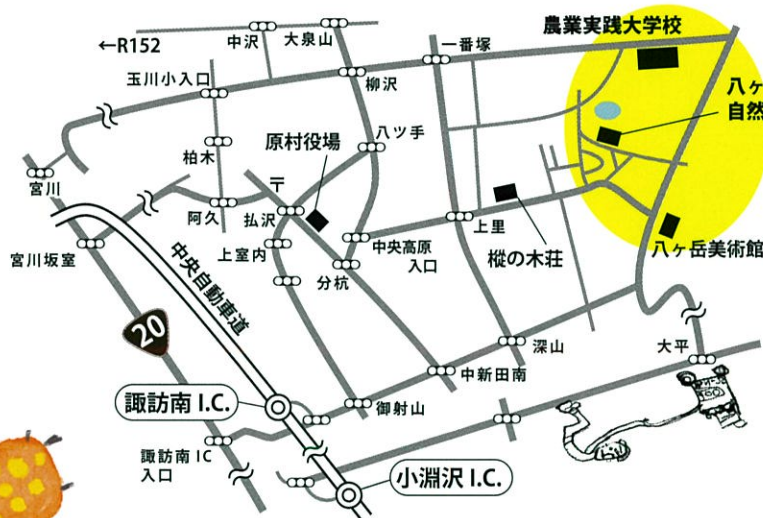 ←R152
中沢
大泉山
一番塚
農業実践大学校
玉川小入口
柳沢
八ヶ
自然
柏木
原村役場
八ツ手
宮川
〒
阿久
払沢
上里
宮川坂室
上室内
中央高原
入口
樅の木荘
八ヶ岳美術館
分杭
中央自動車道
20
深山
大平
中新田南
諏訪南 I.C.
御射山
諏訪南 IC
入口
小淵沢 I.C.